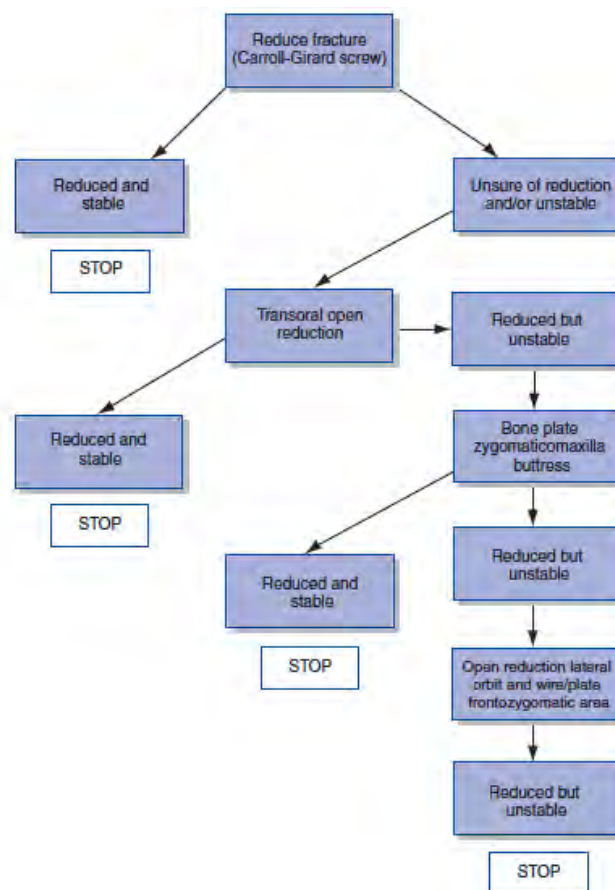 Reduce fracture
(Carroll-Girard screw)
Reduced and
stable
STOP
Unsure of reduction
and/or unstable
Transoral open
reduction
Reduced but
unstable
Reduced and
stable
STOP
Bone plate
zygomaticomaxilla
buttress
Reduced and
stable
STOP
Reduced but
unstable
Open reduction lateral
orbit and wire/plate
frontozygomatic area
Reduced but
unstable
STOP